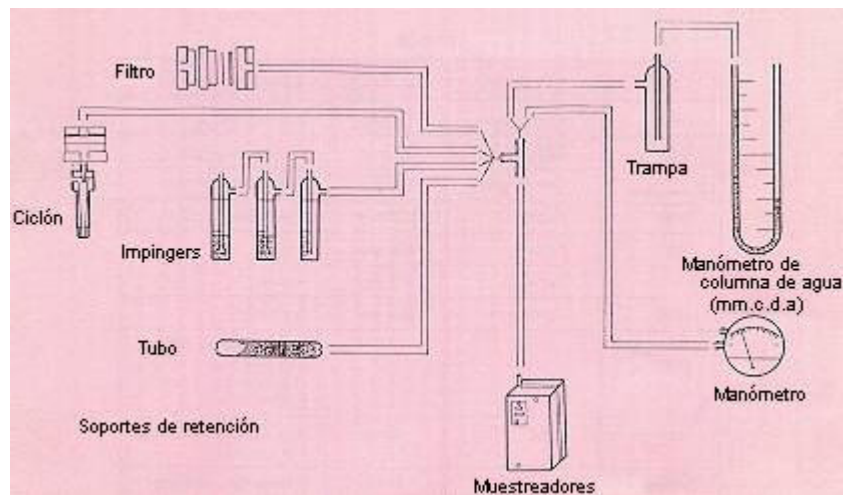 Filtro
Trampa
Ciclón
Impingers
Manómetro de
columna de agua
(mm.c.d.a)
Tubo
Manómetro
Soportes de retención
Muestreadores